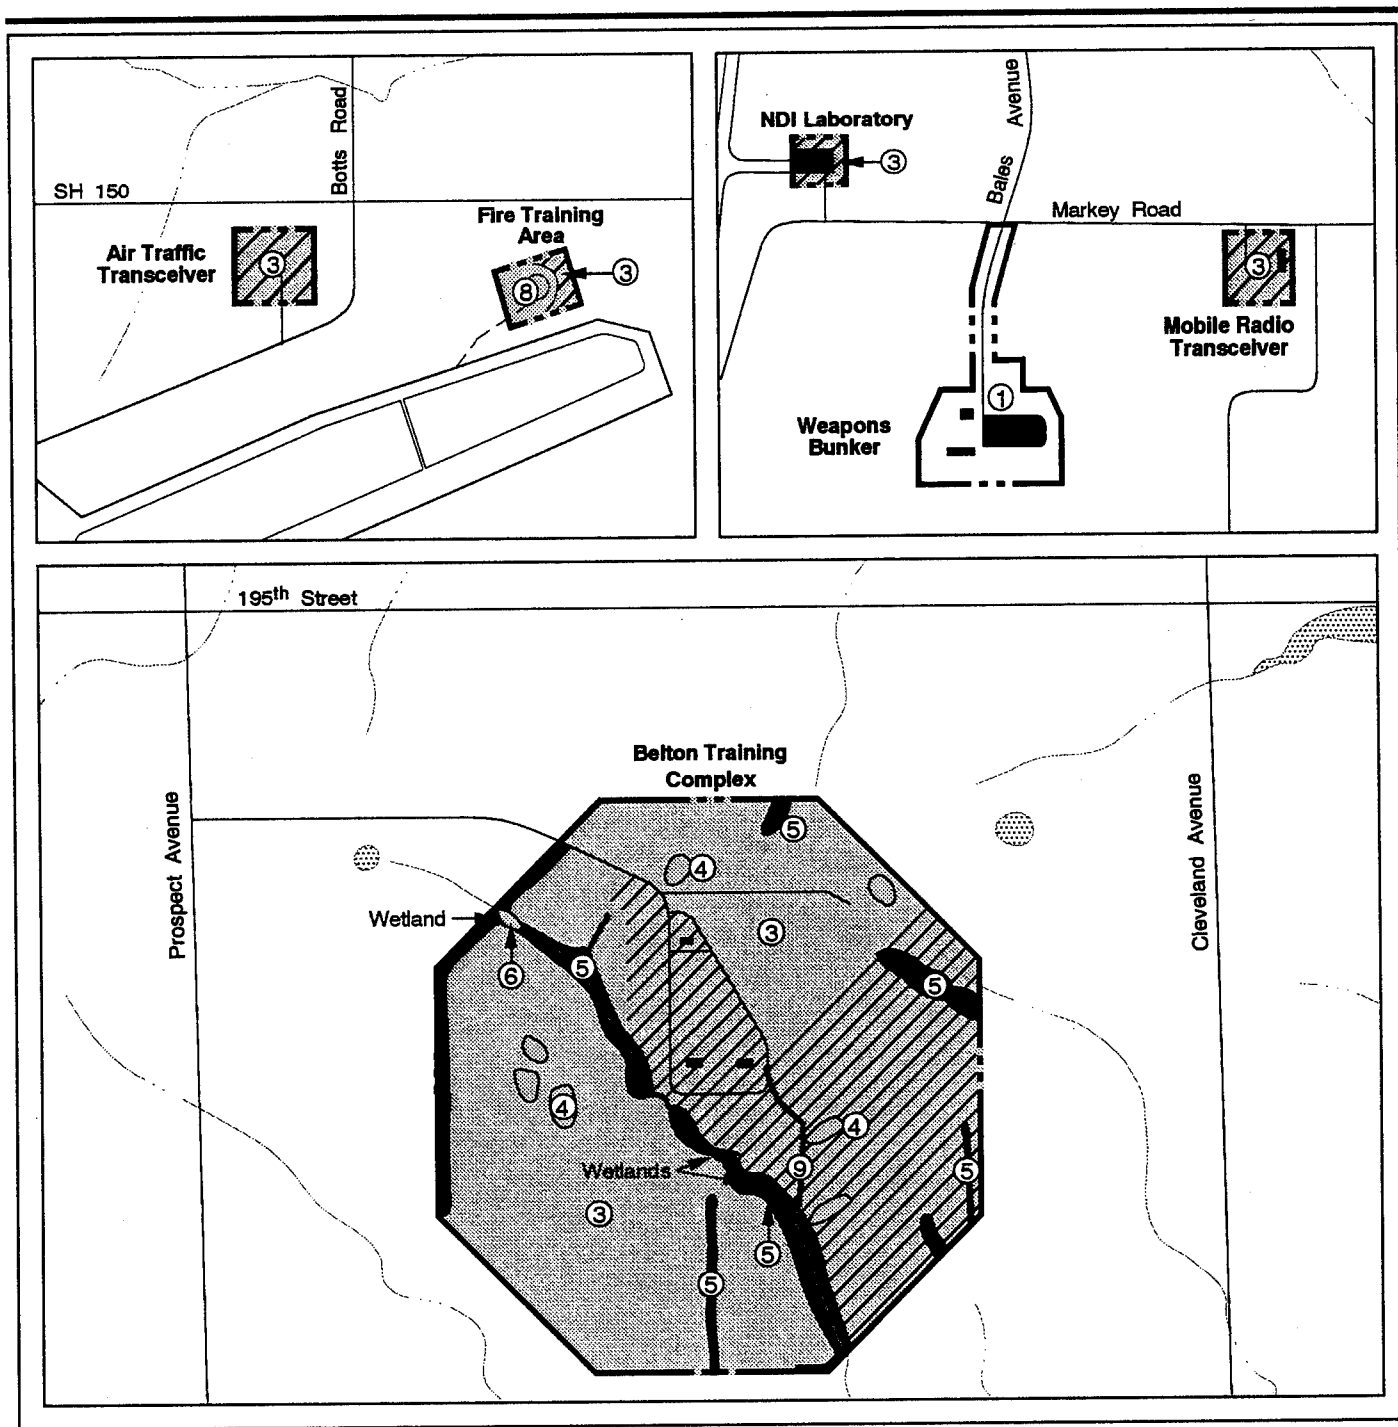 Botts Road
SH 150
Air Traffic
Transceiver
3
Fire Training
Area
8
3
NDI Laboratory
3
Bales Avenue
Markey Road
3
Mobile Radio
Transceiver
1
Weapons
Bunker
195th Street
Prospect Avenue
Cleveland Avenue
Belton Training
Complex
5
4
Wetland
3
6
5
5
4
4
Wetlands
9
5
3
5
5